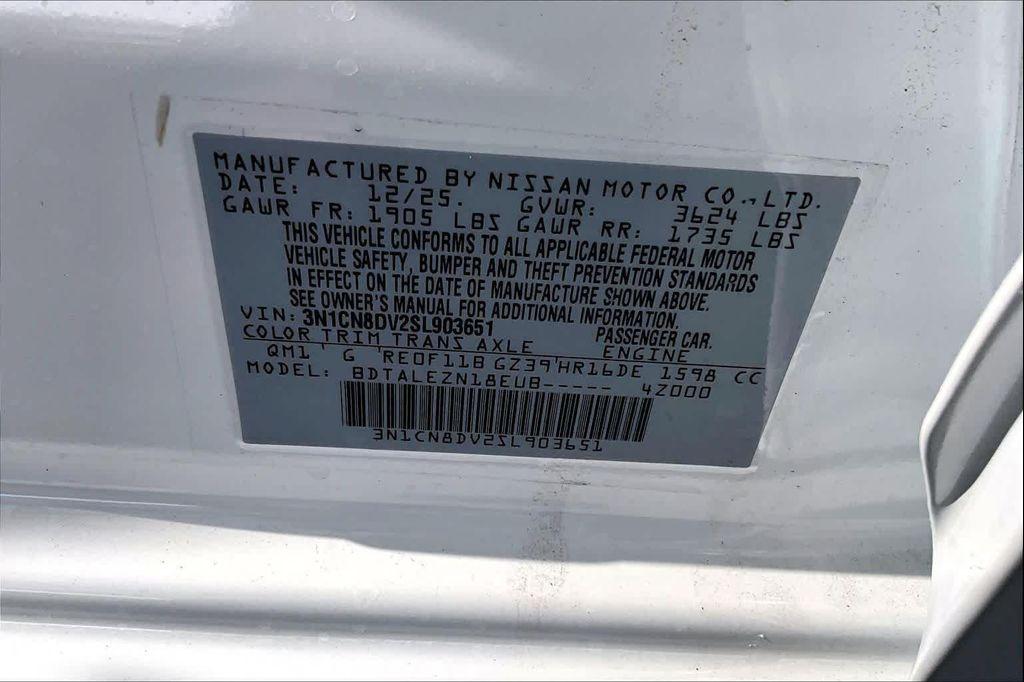 MANUFACTURED BY NISSAN MOTOR CO., LTD.
DATE: 12/25. GVWR: 3624 LBS
GAWR FR: 1905 LBS GAWR RR: 1735 LBS
THIS VEHICLE CONFORMS TO ALL APPLICABLE FEDERAL MOTOR
VEHICLE SAFETY, BUMPER AND THEFT PREVENTION STANDARDS
IN EFFECT ON THE DATE OF MANUFACTURE SHOWN ABOVE.
SEE OWNER'S MANUAL FOR ADDITIONAL INFORMATION.
VIN: 3N1CN8DV2SL903651 PASSENGER CAR.
COLOR TRIM TRANS AXLE ENGINE
QM1 G RE0F11B GZ39 HR16DE 1598 CC
MODEL: BDTALEZN18EUB----- 4Z000
3N1CN8DV2SL903651